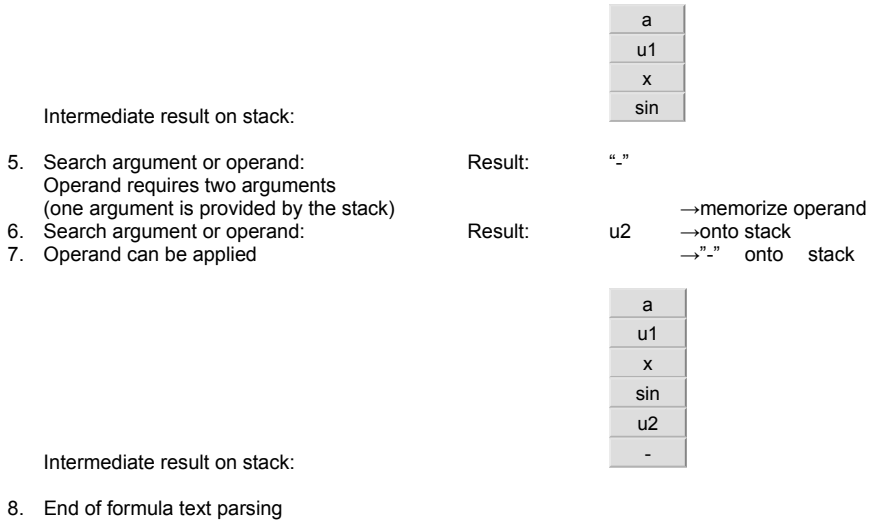 a
u1
x
sin
Intermediate result on stack:
5. Search argument or operand: Result: “-”
Operand requires two arguments
(one argument is provided by the stack) →memorize operand
6. Search argument or operand: Result: u2 →onto stack
7. Operand can be applied →”-” onto stack
a
u1
x
sin
u2
-
Intermediate result on stack:
8. End of formula text parsing